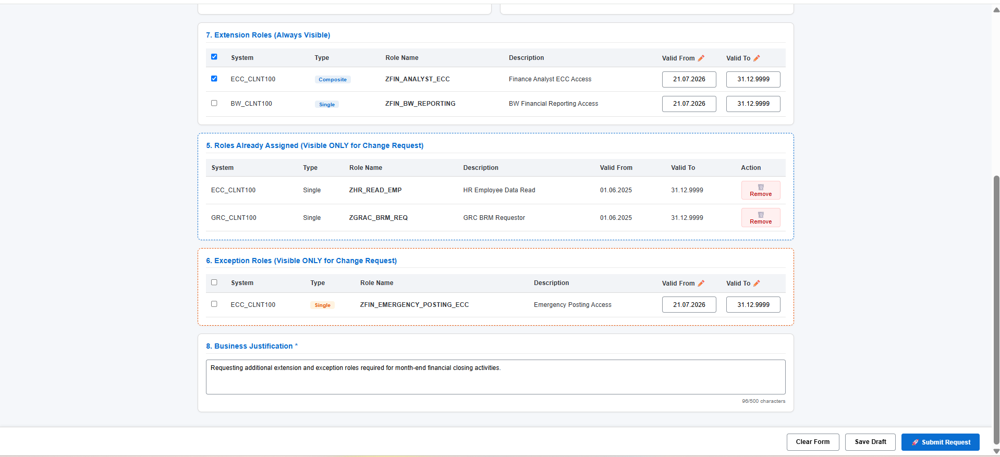 7. Extension Roles (Always Visible)
System Type Role Name Description Valid From Valid To
ECC_CLNT100 Composite ZFIN_ANALYST_ECC Finance Analyst ECC Access 21.07.2026 31.12.9999
BW_CLNT100 Single ZFIN_BW_REPORTING BW Financial Reporting Access 21.07.2026 31.12.9999
5. Roles Already Assigned (Visible ONLY for Change Request)
System Type Role Name Description Valid From Valid To Action
ECC_CLNT100 Single ZHR_READ_EMP HR Employee Data Read 01.06.2025 31.12.9999 Remove
GRC_CLNT100 Single ZGRAC_BRM_REQ GRC BRM Requestor 01.06.2025 31.12.9999 Remove
6. Exception Roles (Visible ONLY for Change Request)
System Type Role Name Description Valid From Valid To
ECC_CLNT100 Single ZFIN_EMERGENCY_POSTING_ECC Emergency Posting Access 21.07.2026 31.12.9999
8. Business Justification *
Requesting additional extension and exception roles required for month-end financial closing activities.
96/500 characters
Clear Form Save Draft Submit Request